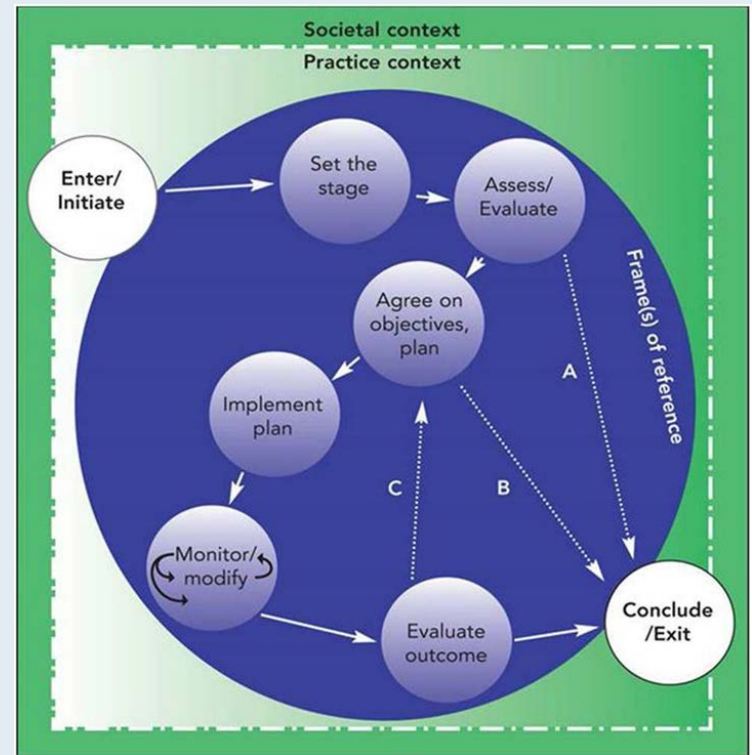 Societal context
Practice context
Enter/
Initiate
Set the
stage
Assess/
Evaluate
Frame(s) of reference
Agree on
objectives,
plan
A
Implement
plan
C
B
Monitor/
modify
Evaluate
outcome
Conclude
/Exit